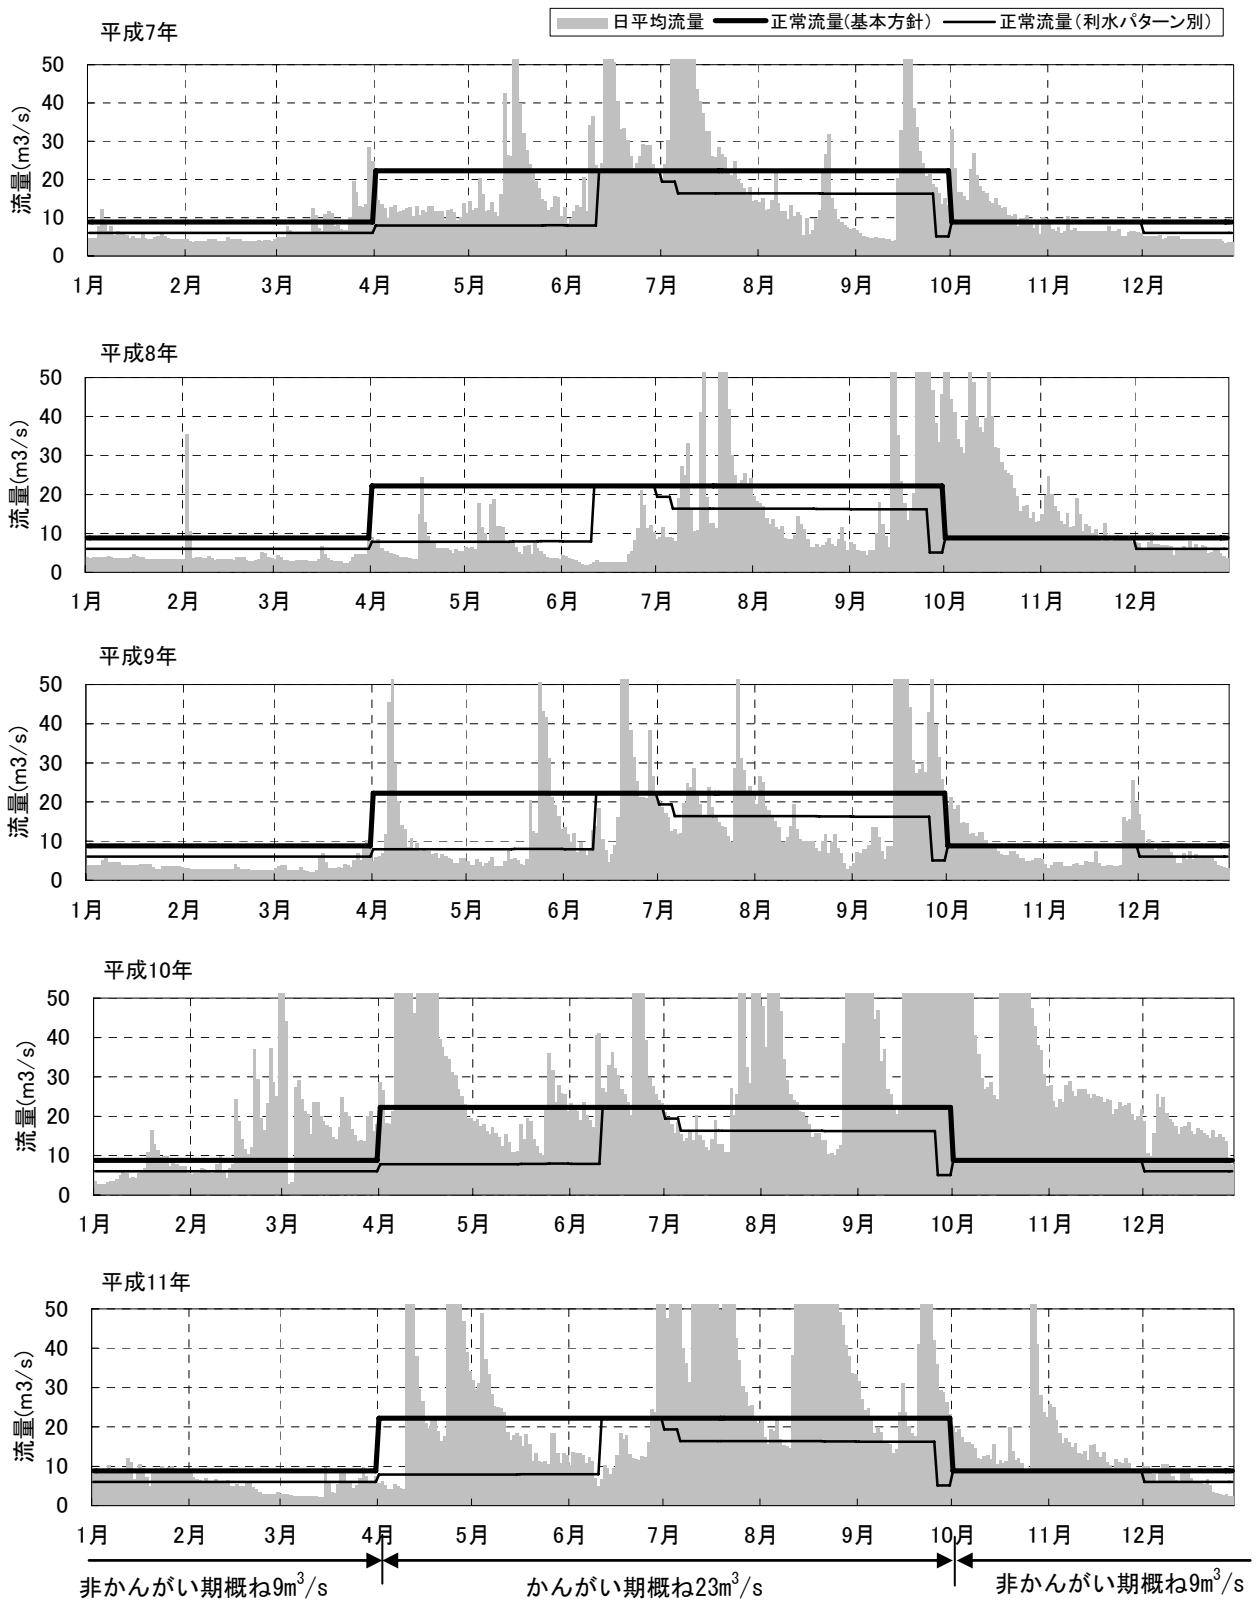 日平均流量 正常流量(基本方針) 正常流量(利水パターン別)
平成7年
流量(m3/s)
50
40
30
20
10
0
1月 2月 3月 4月 5月 6月 7月 8月 9月 10月 11月 12月
平成8年
流量(m3/s)
50
40
30
20
10
0
1月 2月 3月 4月 5月 6月 7月 8月 9月 10月 11月 12月
平成9年
流量(m3/s)
50
40
30
20
10
0
1月 2月 3月 4月 5月 6月 7月 8月 9月 10月 11月 12月
平成10年
流量(m3/s)
50
40
30
20
10
0
1月 2月 3月 4月 5月 6月 7月 8月 9月 10月 11月 12月
平成11年
流量(m3/s)
50
40
30
20
10
0
1月 2月 3月 4月 5月 6月 7月 8月 9月 10月 11月 12月
非かんがい期概ね9m³/s かんがい期概ね23m³/s 非かんがい期概ね9m³/s